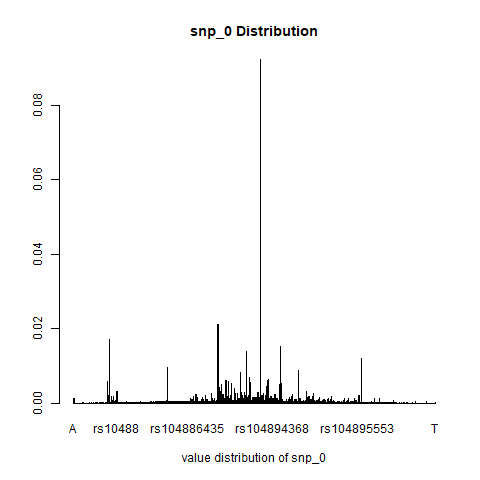 snp_0 Distribution
0.08
0.06
0.04
0.02
0.00
A rs10488 rs104886435 rs104894368 rs104895553 T
value distribution of snp_0